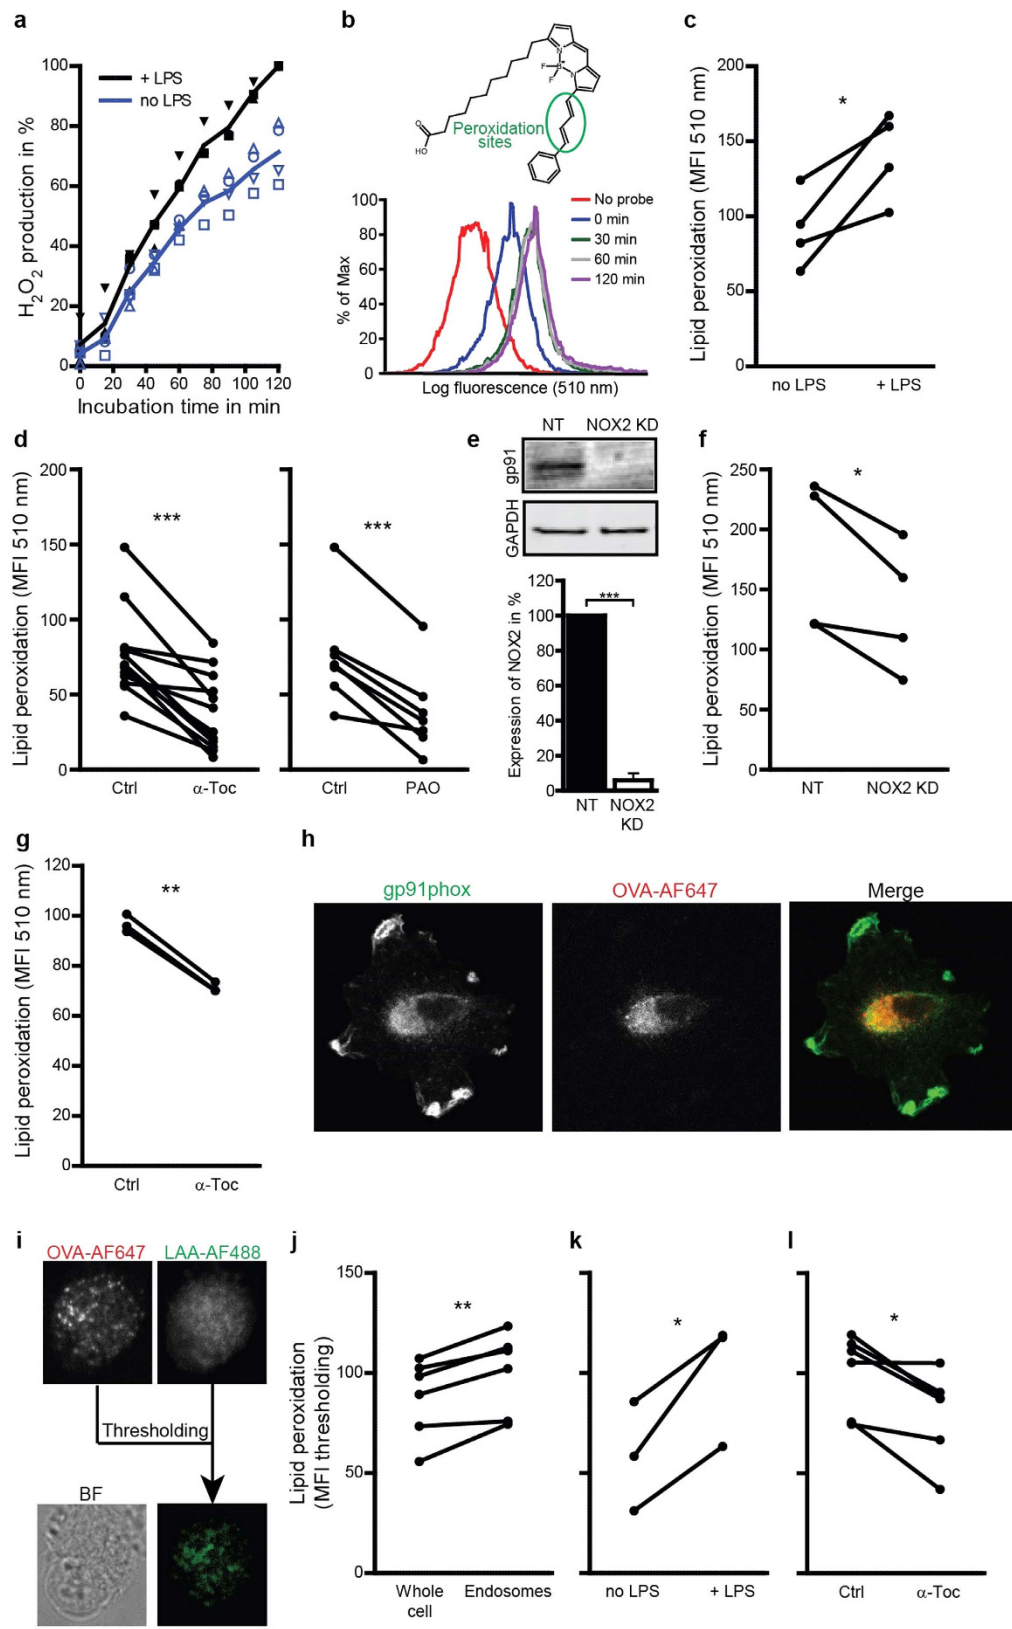 a
H2O2 production in %
100
80
60
40
20
0
+ LPS
no LPS
0 20 40 60 80 100 120
Incubation time in min
b
N
N
B
F
F
O
HO
Peroxidation
sites
% of Max
100
80
60
40
20
0
No probe
0 min
30 min
60 min
120 min
Log fluorescence (510 nm)
c
Lipid peroxidation (MFI 510 nm)
200
150
100
50
0
*
no LPS + LPS
d
Lipid peroxidation (MFI 510 nm)
200
150
100
50
0
***
Ctrl α-Toc
***
Ctrl PAO
e
NT NOX2 KD
gp91
GAPDH
Expression of NOX2 in %
120
100
80
60
40
20
0
***
NT NOX2
KD
f
Lipid peroxidation (MFI 510 nm)
250
200
150
100
50
0
*
NT NOX2 KD
g
Lipid peroxidation (MFI 510 nm)
120
100
80
60
40
20
0
**
Ctrl α-Toc
h
gp91phox OVA-AF647 Merge
i
OVA-AF647 LAA-AF488
Thresholding
BF
j
Lipid peroxidation
(MFI thresholding)
150
100
50
0
**
Whole
cell
Endosomes
k
*
no LPS + LPS
l
*
Ctrl α-Toc